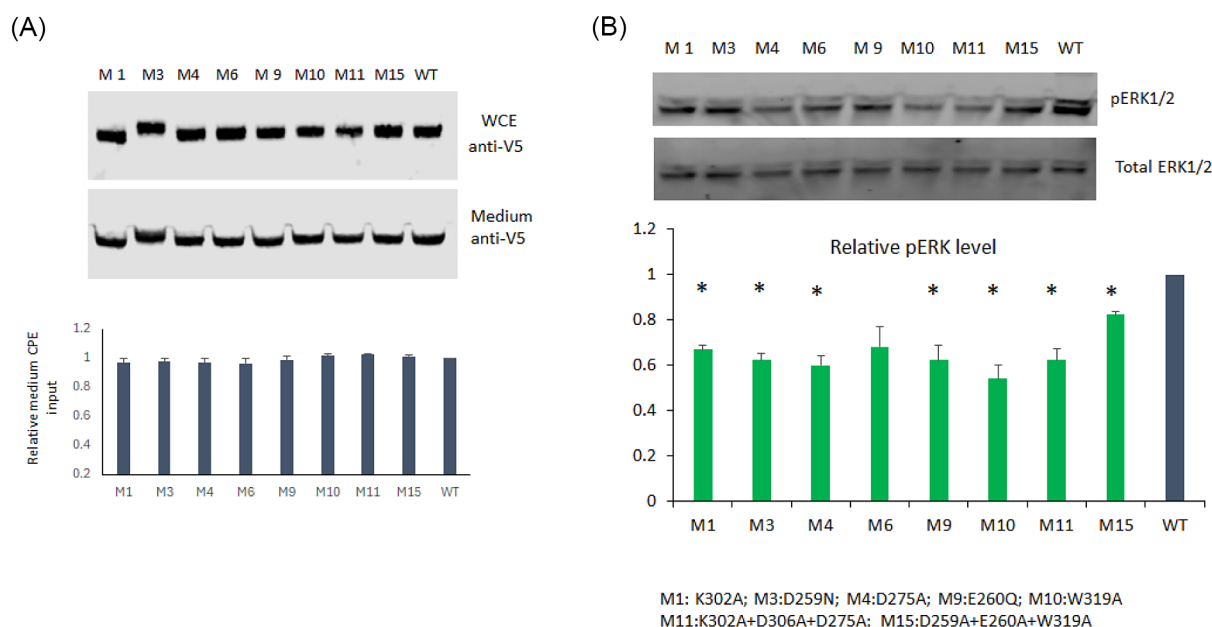 (A)
M 1 M3 M4 M6 M 9 M10 M11 M15 WT
WCE
anti-V5
Medium
anti-V5
Relative medium CPE
input
1.2
1
0.8
0.6
0.4
0.2
M1 M3 M4 M6 M9 M10 M11 M15 WT
(B)
M 1 M3 M4 M6 M 9 M10 M11 M15 WT
pERK1/2
Total ERK1/2
Relative pERK level
1.2
1
0.8
0.6
0.4
0.2
0
* * * * * * *
M1 M3 M4 M6 M9 M10 M11 M15 WT
M1: K302A; M3:D259N; M4:D275A; M9:E260Q; M10:W319A
M11:K302A+D306A+D275A: M15:D259A+E260A+W319A